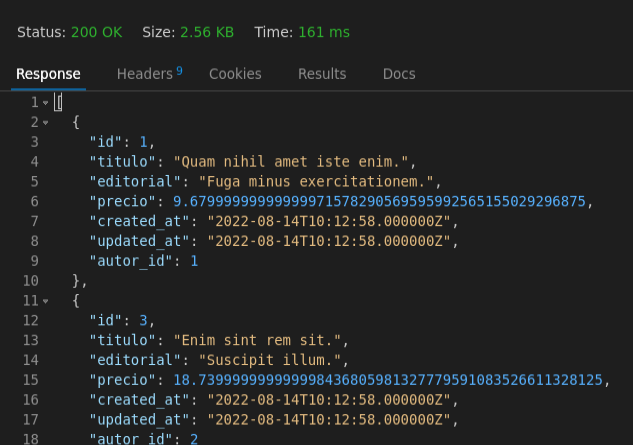 Status: 200 OK Size: 2.56 KB Time: 161 ms
Response Headers 9 Cookies Results Docs
1 [
2 {
3 "id": 1,
4 "titulo": "Quam nihil amet iste enim.",
5 "editorial": "Fuga minus exercitationem.",
6 "precio": 9.67999999999999971578290569595992565155029296875,
7 "created_at": "2022-08-14T10:12:58.000000Z",
8 "updated_at": "2022-08-14T10:12:58.000000Z",
9 "autor_id": 1
10 },
11 {
12 "id": 3,
13 "titulo": "Enim sint rem sit.",
14 "editorial": "Suscipit illum.",
15 "precio": 18.739999999999998436805981327779591083526611328125,
16 "created_at": "2022-08-14T10:12:58.000000Z",
17 "updated_at": "2022-08-14T10:12:58.000000Z",
18 "autor_id": 2